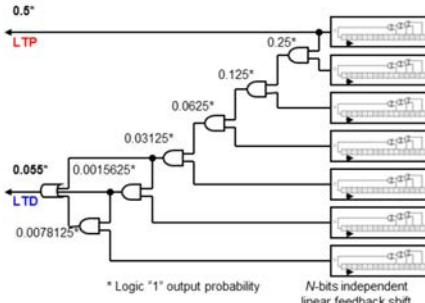 0.5*
LTP
0.25*
0.125*
0.0625*
0.03125*
0.055*
0.0015625*
LTD
0.0078125*
* Logic "1" output probability
N-bits independent
linear feedback shift